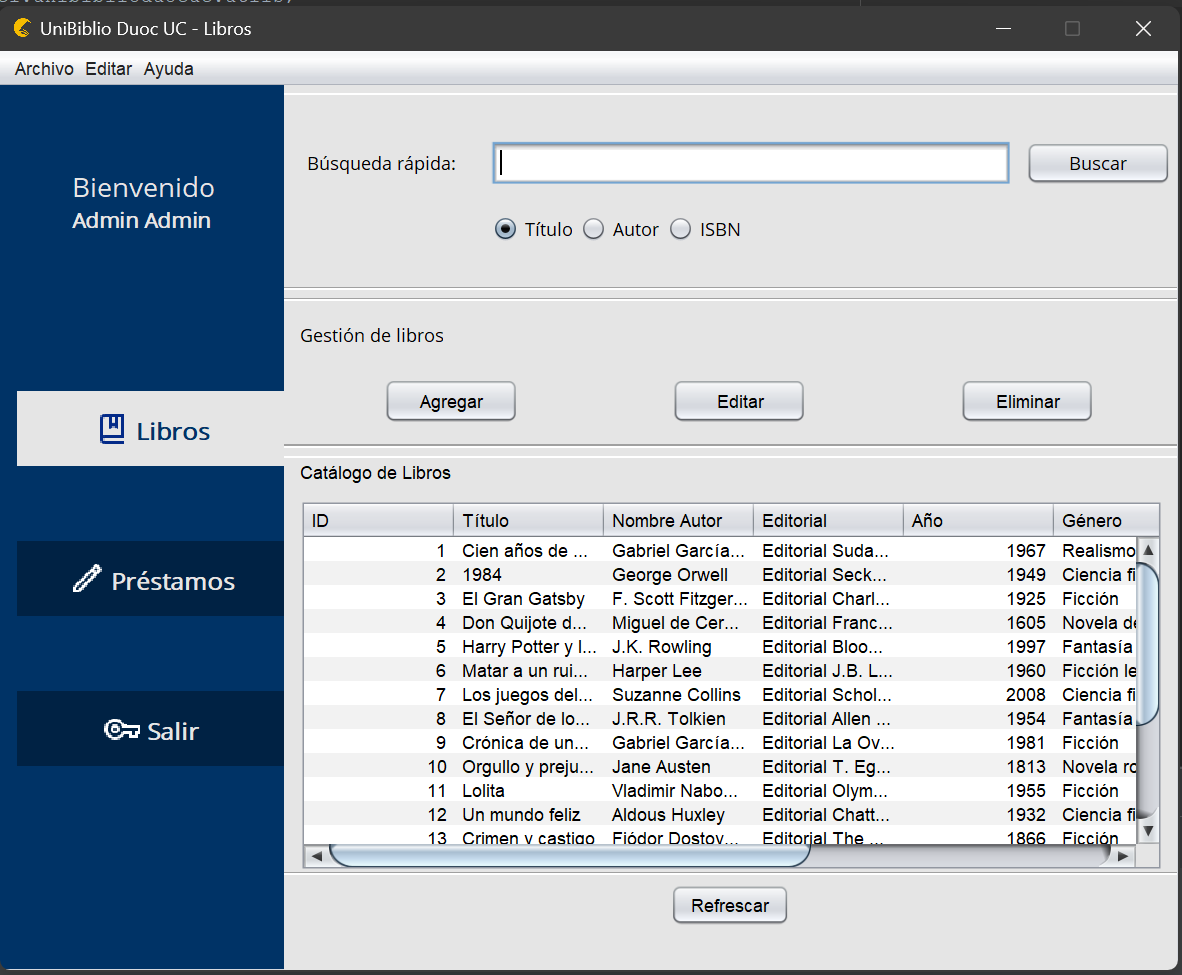 UniBiblio Duoc UC - Libros
Archivo Editar Ayuda
Bienvenido
Admin Admin
Libros
Préstamos
Salir
Búsqueda rápida:
Buscar
Título Autor ISBN
Gestión de libros
Agregar Editar Eliminar
Catálogo de Libros
ID Título Nombre Autor Editorial Año Género
1 Cien años de ... Gabriel García... Editorial Suda... 1967 Realismo
2 1984 George Orwell Editorial Seck... 1949 Ciencia fi
3 El Gran Gatsby F. Scott Fitzger... Editorial Charl... 1925 Ficción
4 Don Quijote d... Miguel de Cer... Editorial Franc... 1605 Novela de
5 Harry Potter y l... J.K. Rowling Editorial Bloo... 1997 Fantasía
6 Matar a un rui... Harper Lee Editorial J.B. L... 1960 Ficción le
7 Los juegos del... Suzanne Collins Editorial Schol... 2008 Ciencia fi
8 El Señor de lo... J.R.R. Tolkien Editorial Allen ... 1954 Fantasía
9 Crónica de un... Gabriel García... Editorial La Ov... 1981 Ficción
10 Orgullo y preju... Jane Austen Editorial T. Eg... 1813 Novela ro
11 Lolita Vladimir Nabo... Editorial Olym... 1955 Ficción
12 Un mundo feliz Aldous Huxley Editorial Chatt... 1932 Ciencia fi
13 Crimen y castigo Fiódor Dostoy... Editorial The ... 1866 Ficción
Refrescar